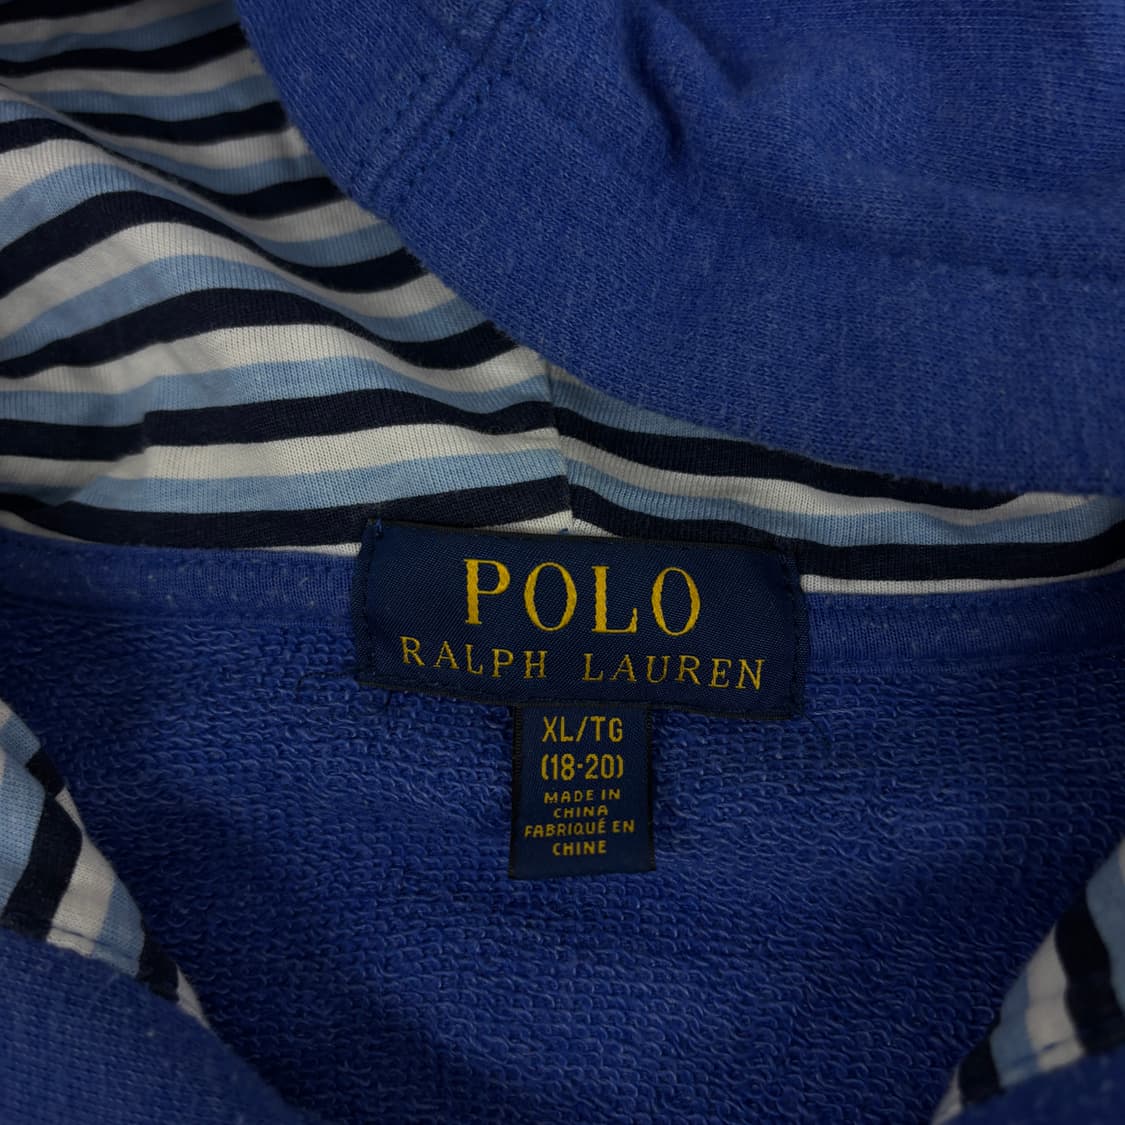 POLO
RALPH LAUREN
XL/TG
(18-20)
MADE IN
CHINA
FABRIQUÉ EN
CHINE